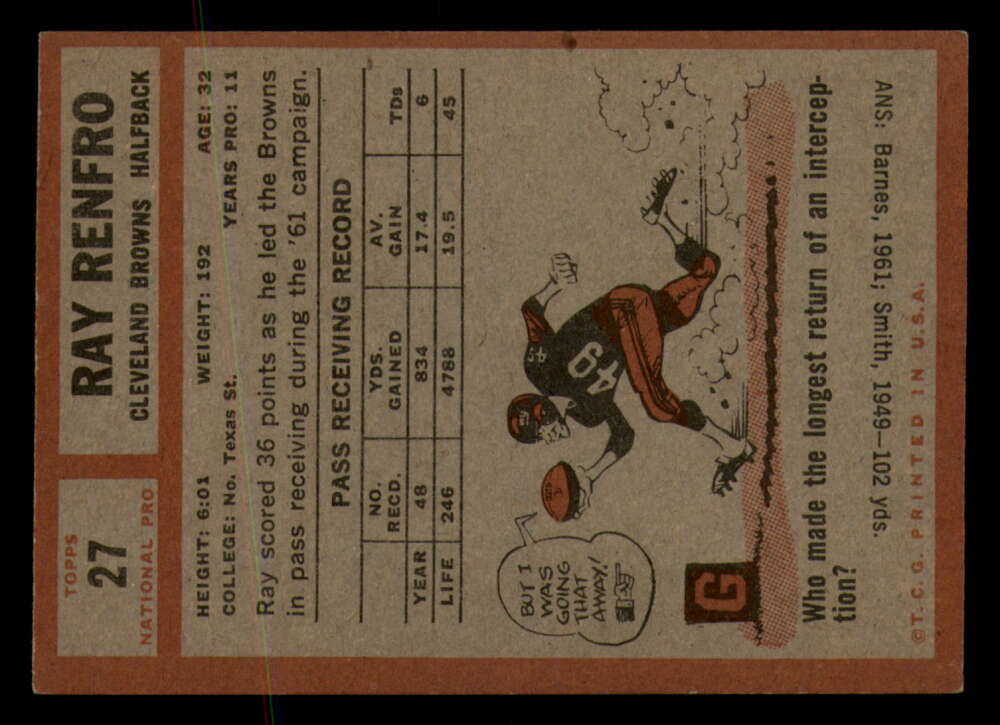 TOPPS
27
NATIONAL PRO
RAY RENFRO
CLEVELAND BROWNS HALFBACK
HEIGHT: 6:01 WEIGHT: 192 AGE: 32
COLLEGE: No. Texas St. YEARS PRO: 11
Ray scored 36 points as he led the Browns
in pass receiving during the '61 campaign.
PASS RECEIVING RECORD
NO. RECD. YDS. GAINED AV. GAIN TDs
YEAR 48 834 17.4 6
LIFE 246 4788 19.5 45
BUT I
WAS
GOING
THAT
AWAY!
49
49
G
Who made the longest return of an intercep-
tion?
ANS: Barnes, 1961; Smith, 1949—102 yds.
©T. C. G. PRINTED IN U.S.A.